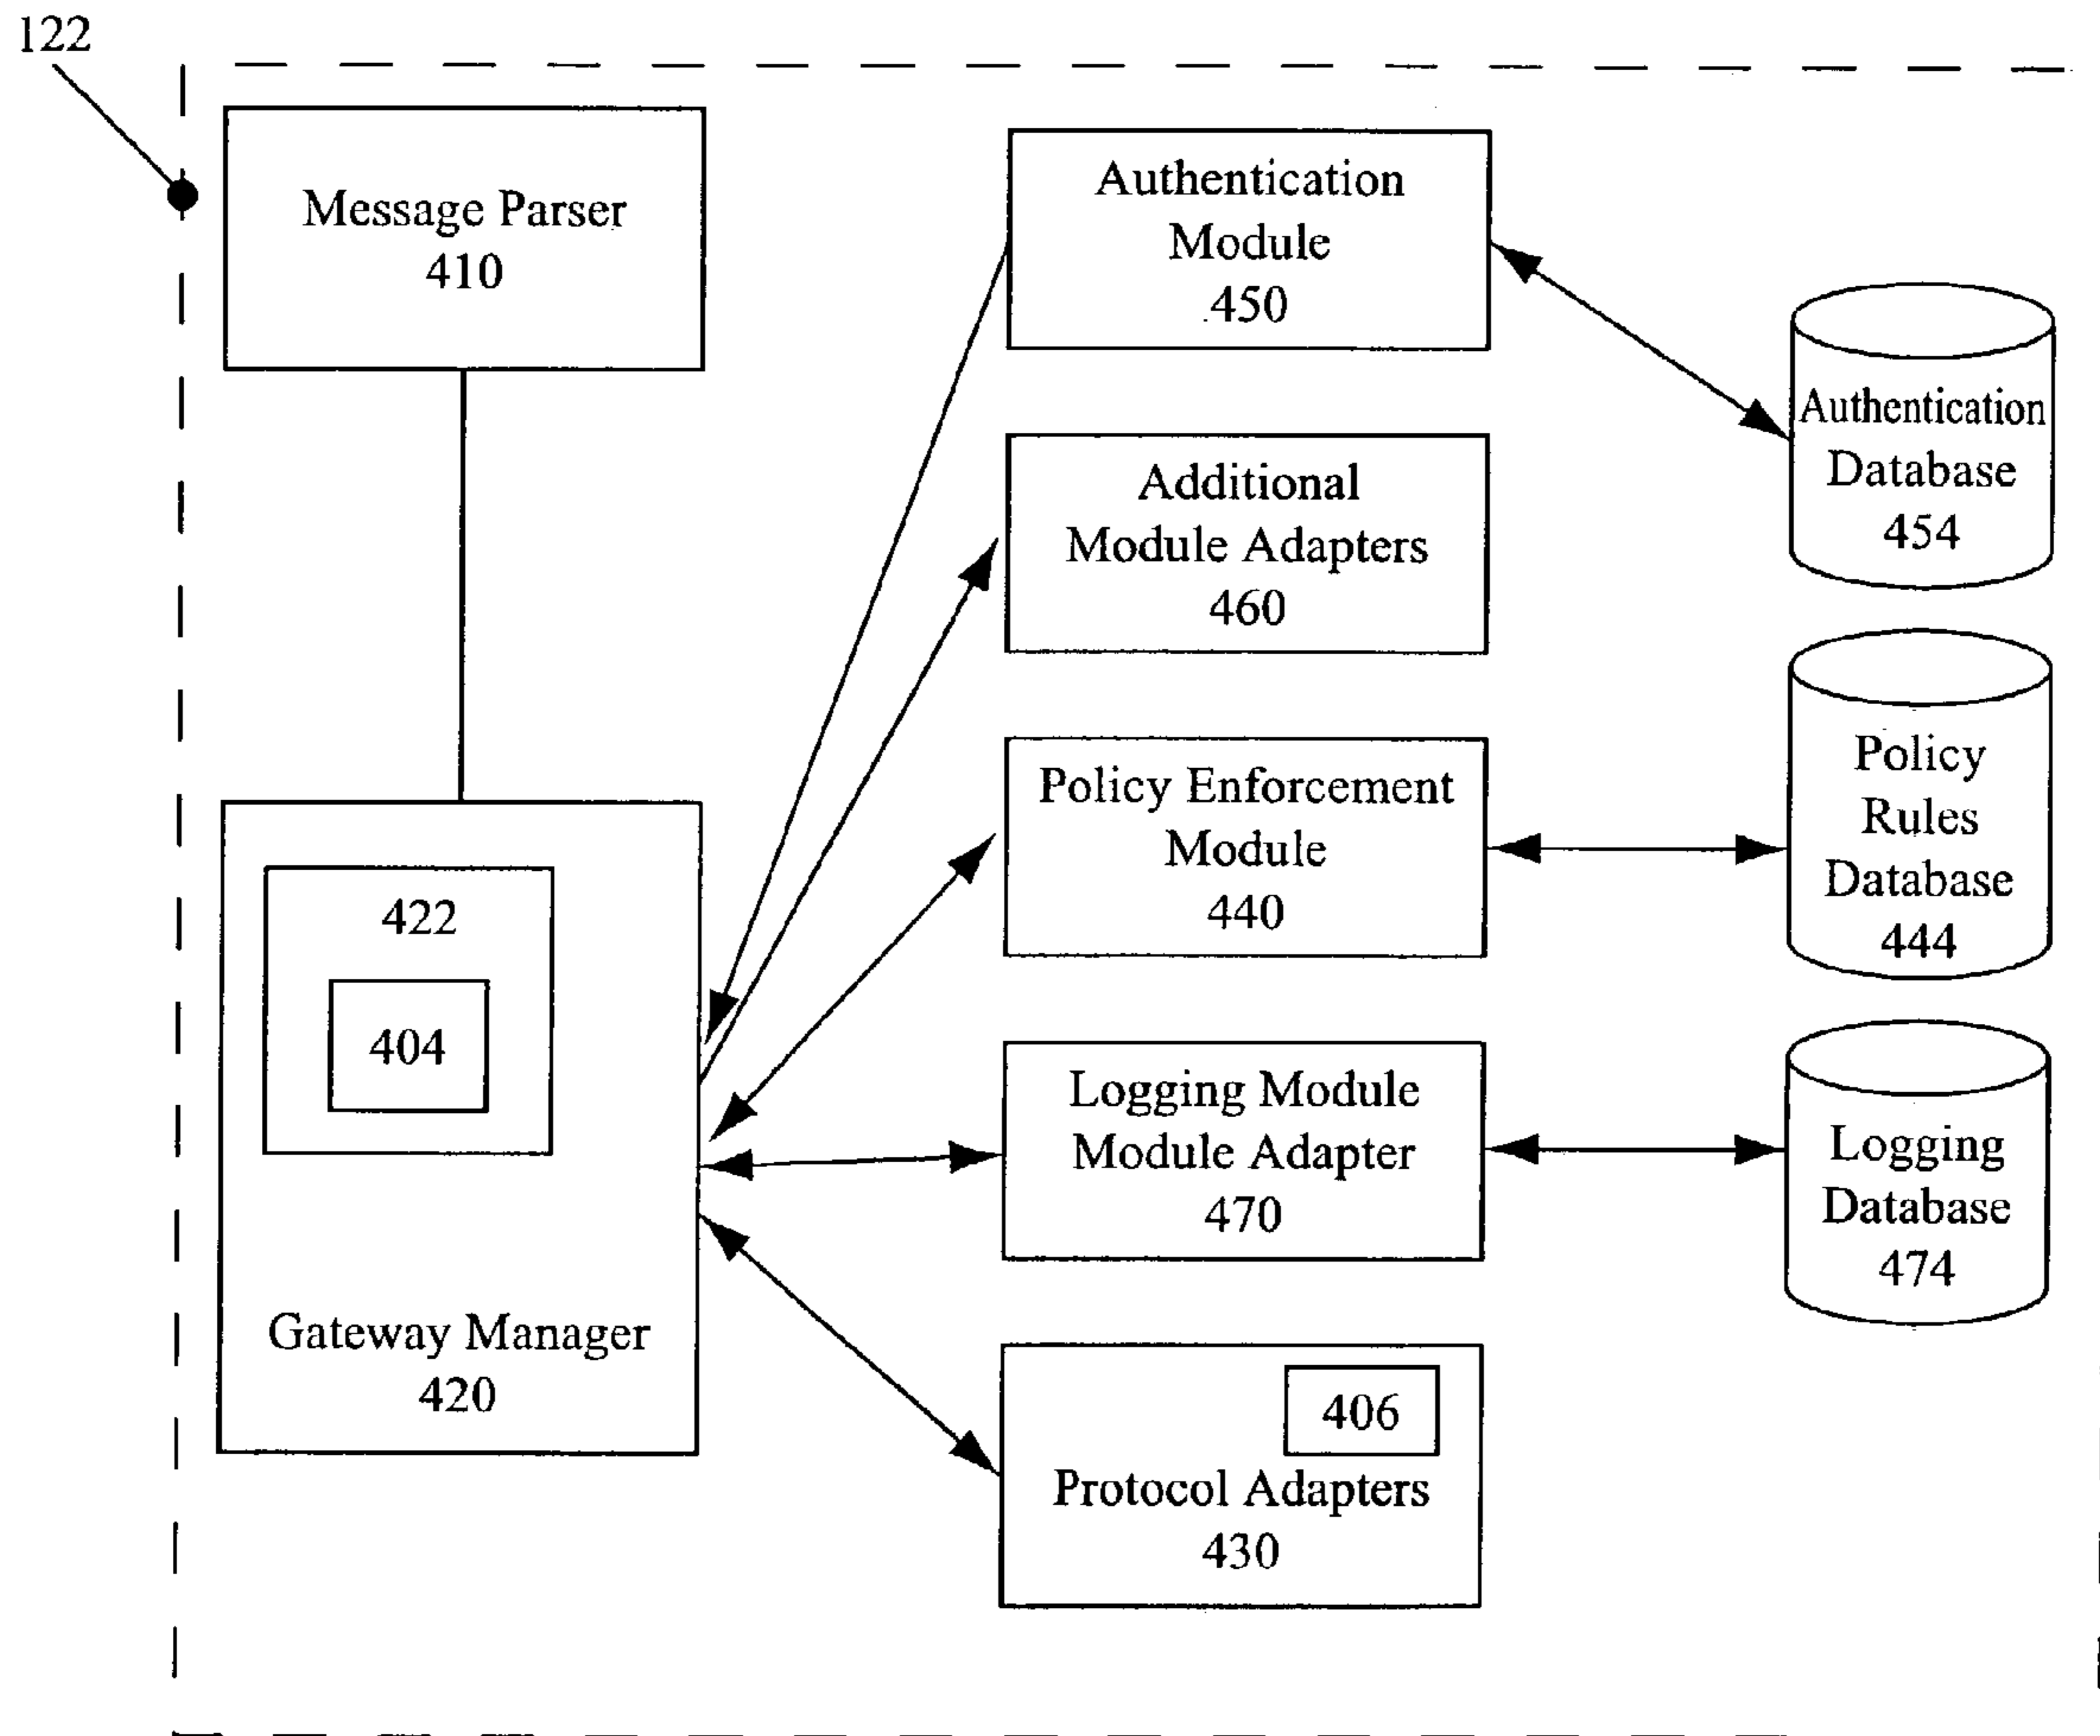 122
Message Parser
410
Authentication
Module
450
Authentication
Database
454
Additional
Module Adapters
460
Policy Enforcement
Module
440
Policy
Rules
Database
444
422
404
Gateway Manager
420
Logging Module
Module Adapter
470
Logging
Database
474
406
Protocol Adapters
430